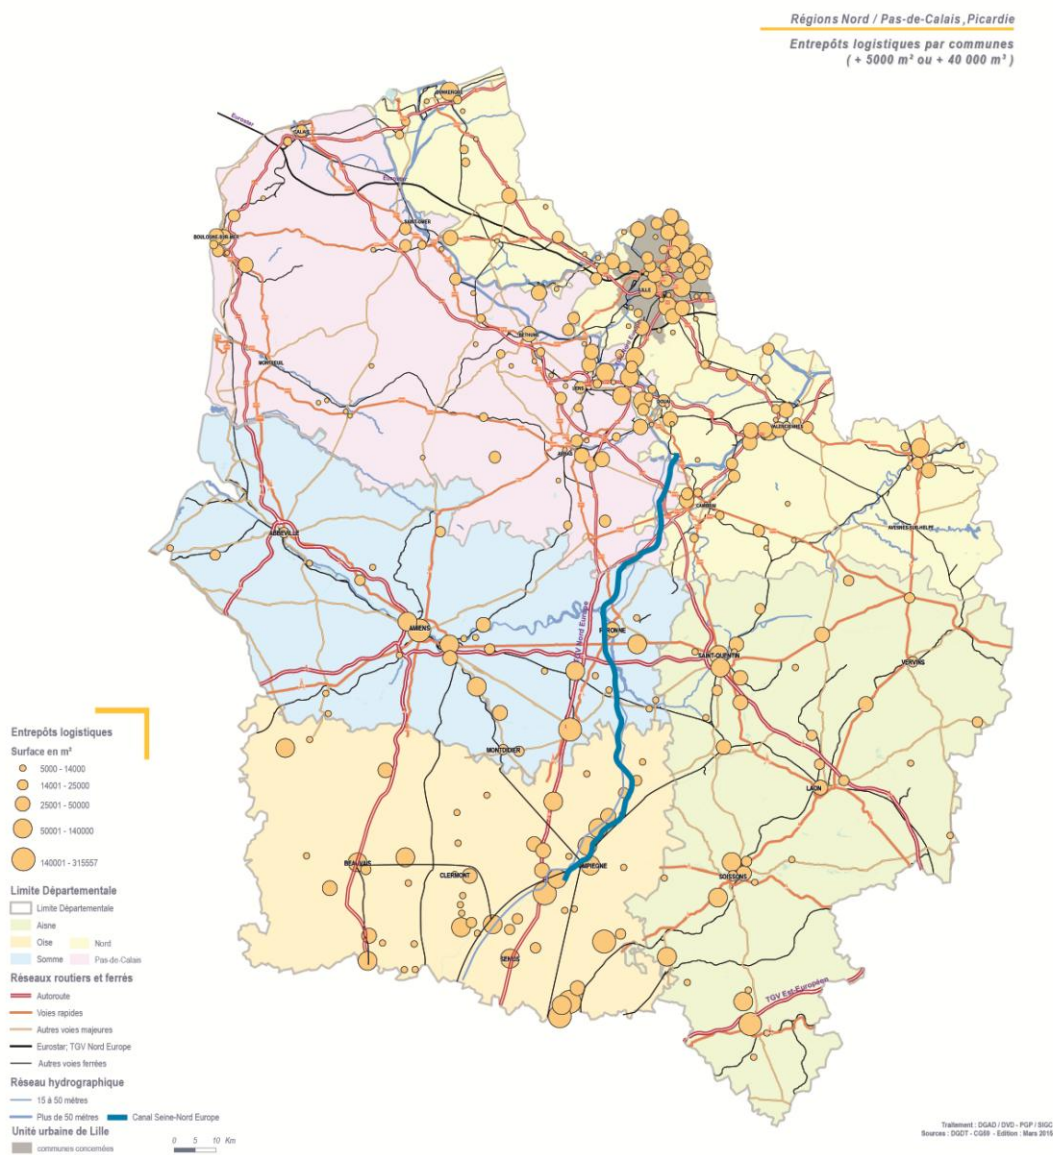 Régions Nord / Pas-de-Calais, Picardie
Entrepôts logistiques par communes
( + 5000 m² ou + 40 000 m³ )
Eurostar
CALAIS
Eurostar
BOULOGNE-SUR-MER
LILLE
BETHUNE
MONTREUIL
LENS
DOUAI
VALENCIENNES
ARRAS
CAMBRAI
AVESNES-SUR-HELPE
ABBEVILLE
AMIENS
TGV Nord Europe
PERONNE
SAINT-QUENTIN
VERVINS
MONTDIDIER
LAON
BEAUVAIS
CLERMONT
COMPIEGNE
SOISSONS
SENLIS
TGV Est Européen
Entrepôts logistiques
Surface en m²
5000 - 14000
14001 - 25000
25001 - 50000
50001 - 140000
140001 - 315557
Limite Départementale
Limite Départementale
Aisne
Oise Nord
Somme Pas-de-Calais
Réseaux routiers et ferrés
Autoroute
Voies rapides
Autres voies majeures
Eurostar; TGV Nord Europe
Autres voies ferrées
Réseau hydrographique
15 à 50 mètres
Plus de 50 mètres Canal Seine-Nord Europe
Unité urbaine de Lille
communes concernées
0 5 10 Km
Traitement : DGAD / DVD - PGP / SIGC
Sources : DGDT - CG59 - Edition : Mars 2015